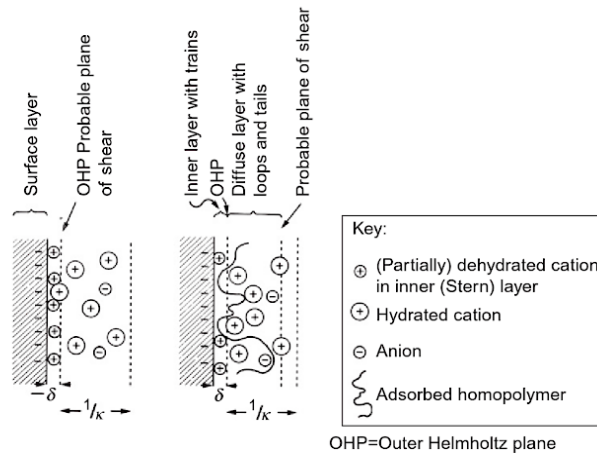 Surface layer
OHP Probable plane
of shear
Inner layer with trains
OHP
Diffuse layer with
loops and tails
Probable plane of shear
−δ
1/κ
δ
1/κ
Key:
(Partially) dehydrated cation
in inner (Stern) layer
Hydrated cation
Anion
Adsorbed homopolymer
OHP=Outer Helmholtz plane